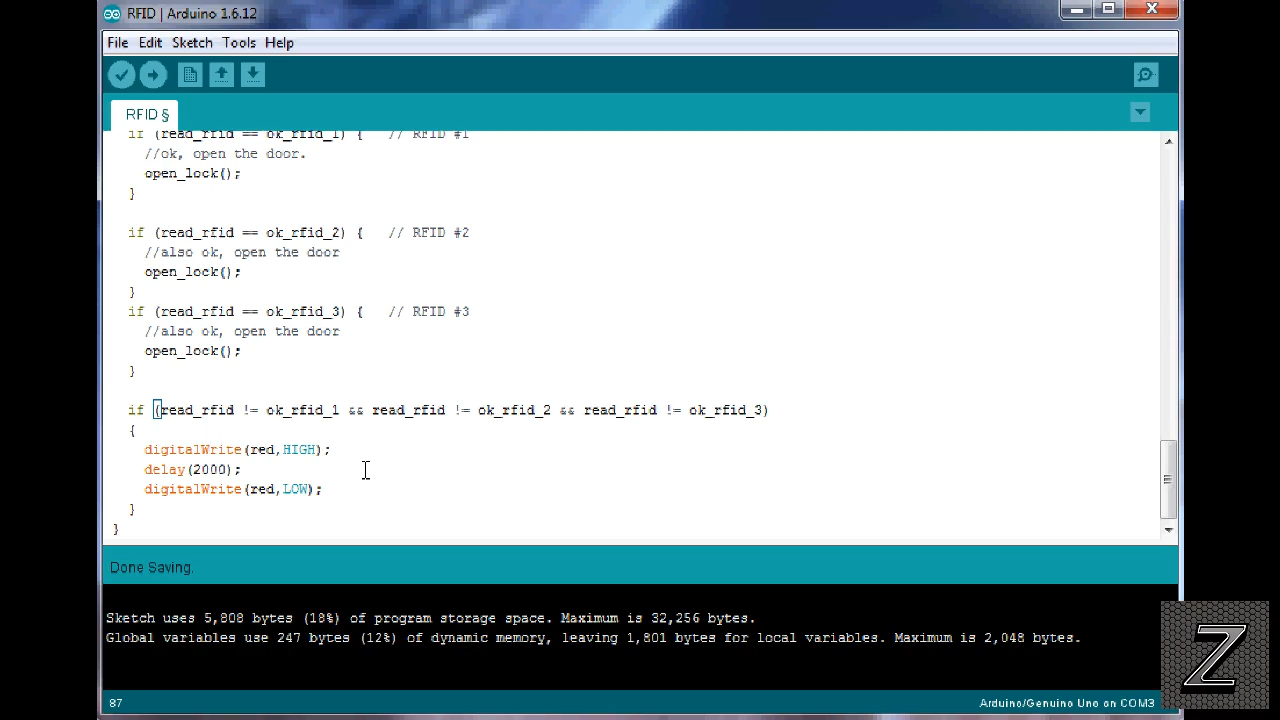 RFID | Arduino 1.6.12
File Edit Sketch Tools Help
RFID §
if (read_rfid == ok_rfid_1) {   // RFID #1
//ok, open the door.
open_lock();
}
if (read_rfid == ok_rfid_2) {   // RFID #2
//also ok, open the door
open_lock();
}
if (read_rfid == ok_rfid_3) {   // RFID #3
//also ok, open the door
open_lock();
}
if (read_rfid != ok_rfid_1 && read_rfid != ok_rfid_2 && read_rfid != ok_rfid_3)
{
digitalWrite(red,HIGH);
delay(2000);
digitalWrite(red,LOW);
}
}
Done Saving.
Sketch uses 5,808 bytes (18%) of program storage space. Maximum is 32,256 bytes.
Global variables use 247 bytes (12%) of dynamic memory, leaving 1,801 bytes for local variables. Maximum is 2,048 bytes.
87 Arduino/Genuino Uno on COM3
Z